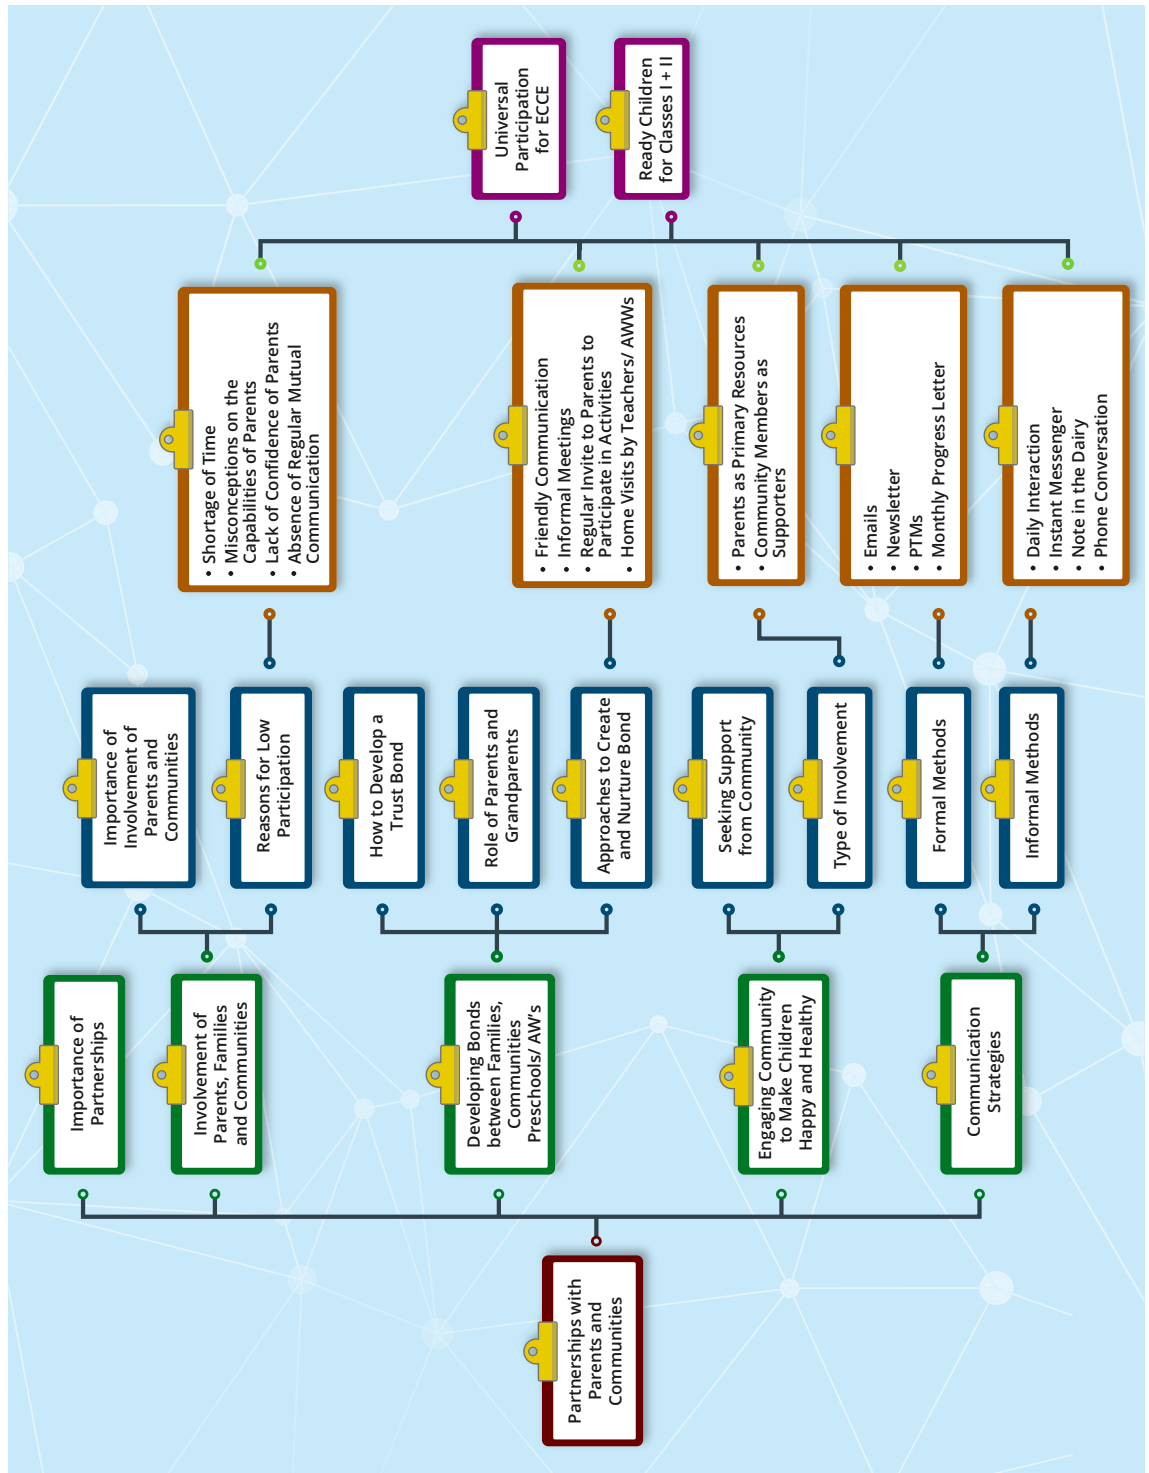 Partnerships with
Parents and
Communities
Importance of
Partnerships
Involvement of
Parents, Families
and Communities
Developing Bonds
between Families,
Communities
Preschools/ AW's
Engaging Community
to Make Children
Happy and Healthy
Communication
Strategies
Importance of
Involvement of
Parents and
Communities
Reasons for Low
Participation
How to Develop a
Trust Bond
Role of Parents and
Grandparents
Approaches to Create
and Nurture Bond
Seeking Support
from Community
Type of Involvement
Formal Methods
Informal Methods
• Shortage of Time
• Misconceptions on the
Capabilities of Parents
• Lack of Confidence of Parents
• Absence of Regular Mutual
Communication
• Friendly Communication
• Informal Meetings
• Regular Invite to Parents to
Participate in Activities
• Home Visits by Teachers/ AWWs
• Parents as Primary Resources
• Community Members as
Supporters
• Emails
• Newsletter
• PTMs
• Monthly Progress Letter
• Daily Interaction
• Instant Messenger
• Note in the Dairy
• Phone Conversation
Universal
Participation
for ECCE
Ready Children
for Classes I + II